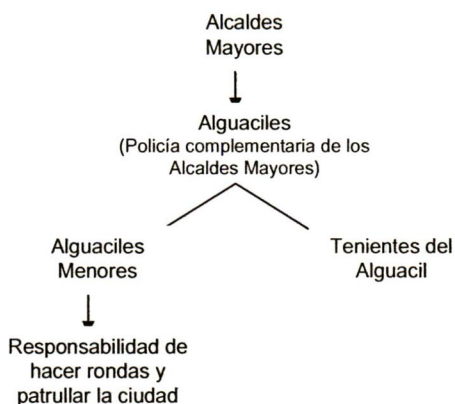 Alcaldes
Mayores
Alguaciles
(Policía complementaria de los
Alcaldes Mayores)
Alguaciles
Menores
Tenientes del
Alguacil
Responsabilidad de
hacer rondas y
patrullar la ciudad